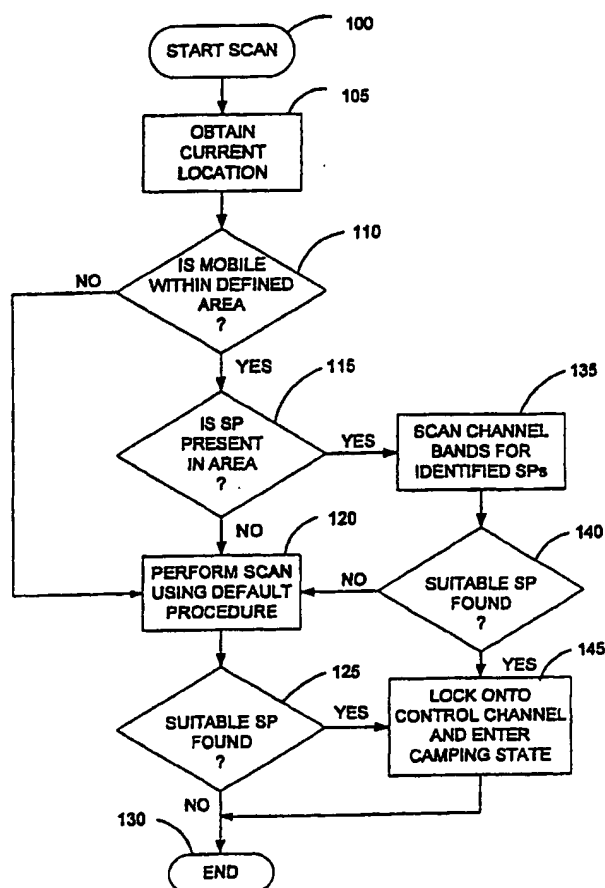 START SCAN
100
105
OBTAIN
CURRENT
LOCATION
110
IS MOBILE
WITHIN DEFINED
AREA
?
NO
YES
115
IS SP
PRESENT
IN AREA
?
YES
NO
135
SCAN CHANNEL
BANDS FOR
IDENTIFIED SPs
120
PERFORM SCAN
USING DEFAULT
PROCEDURE
140
SUITABLE SP
FOUND
?
NO
YES
145
LOCK ONTO
CONTROL CHANNEL
AND ENTER
CAMPING STATE
125
SUITABLE SP
FOUND
?
YES
NO
130
END